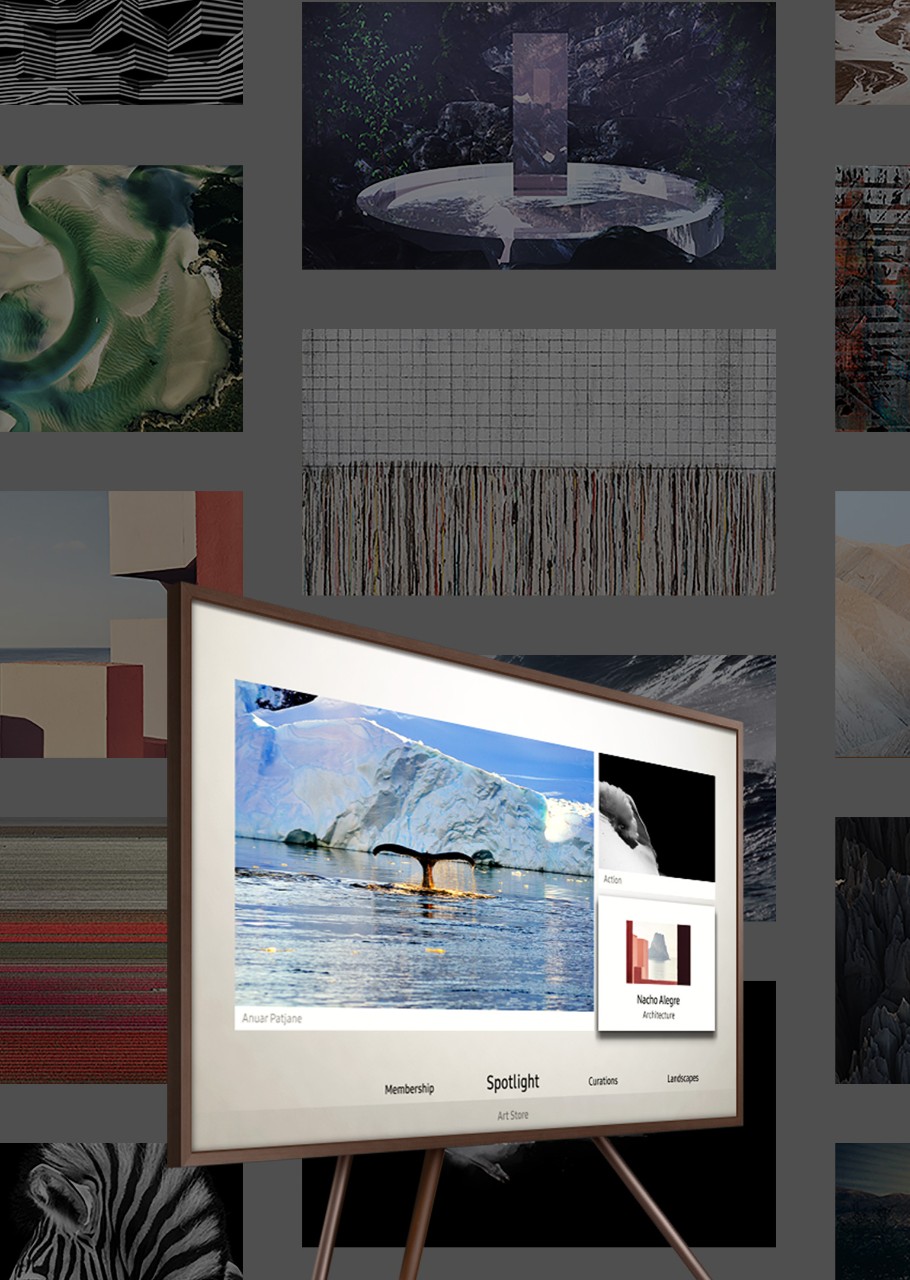 Action
Nacho Alegre
Architecture
Anuar Patjane
Membership
Spotlight
Curations
Landscapes
Art Store